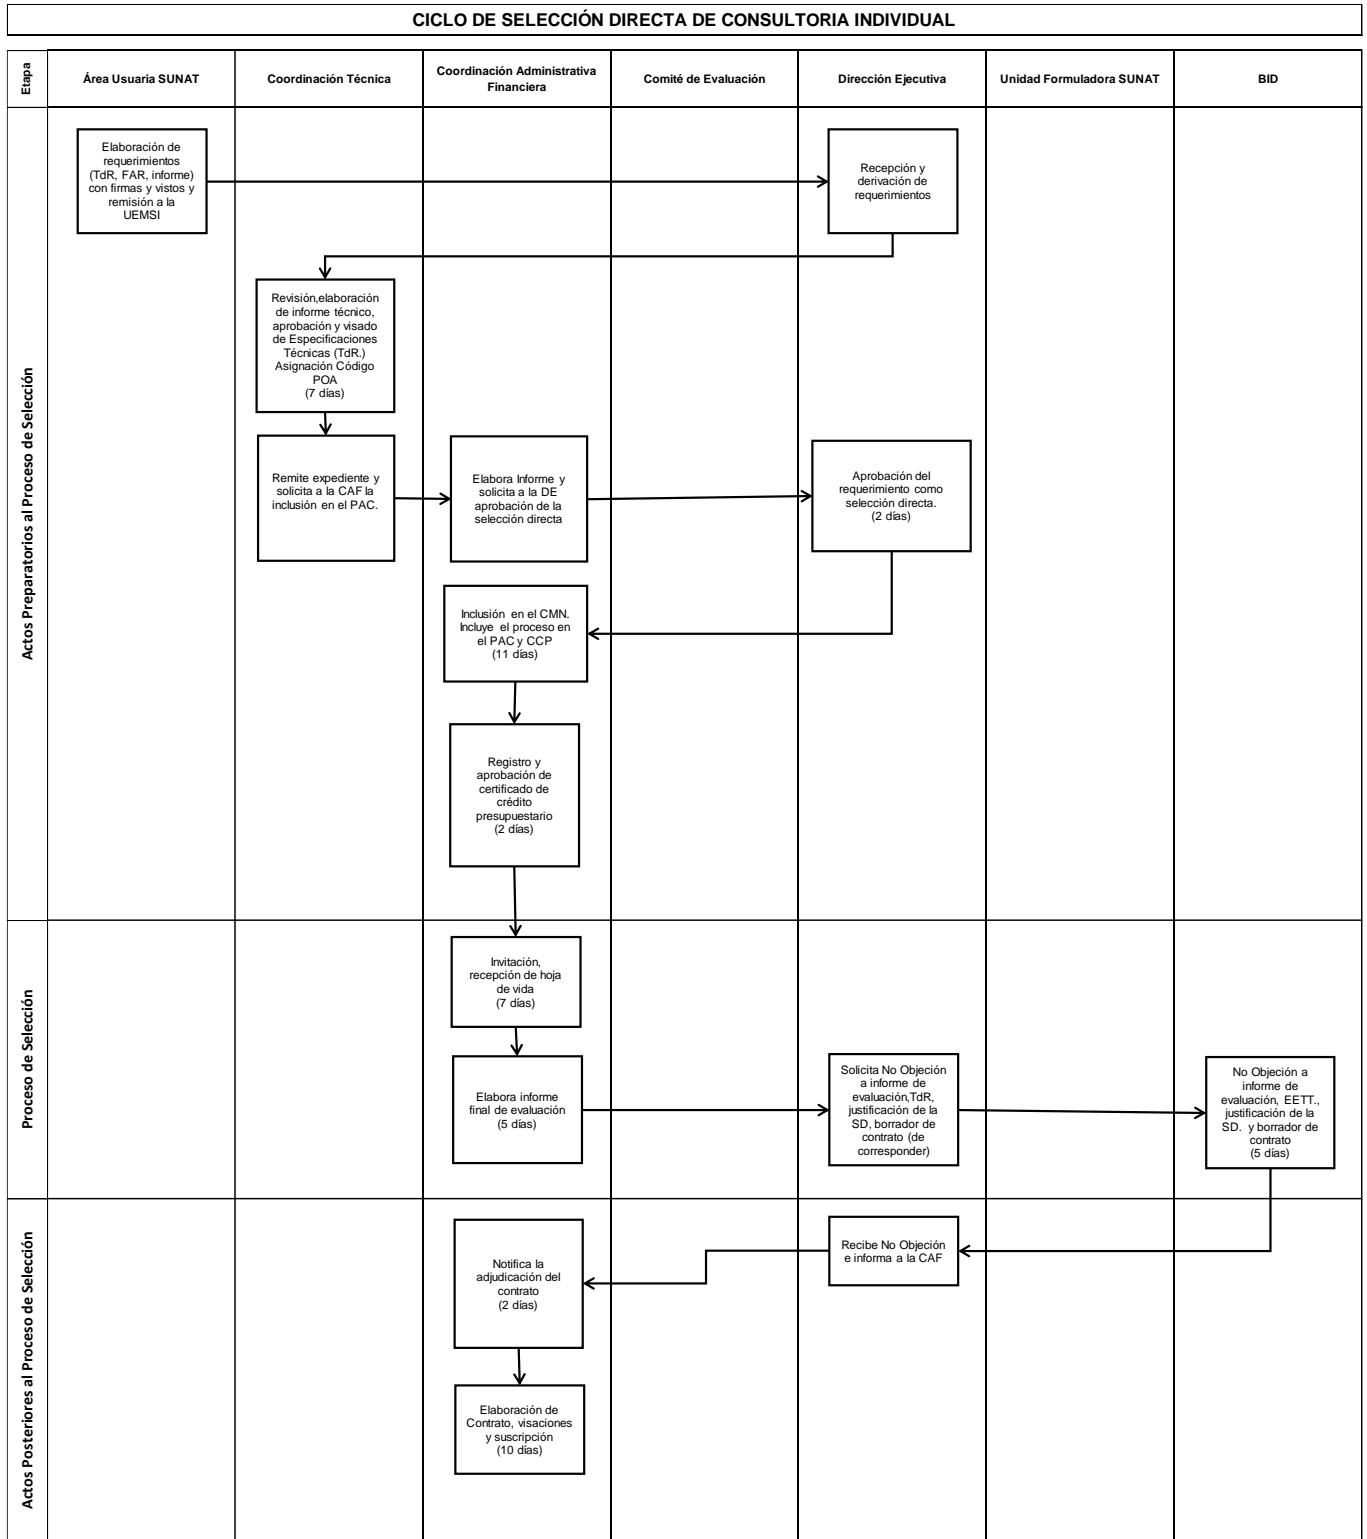 CICLO DE SELECCIÓN DIRECTA DE CONSULTORIA INDIVIDUAL
Etapa
Área Usuaria SUNAT
Coordinación Técnica
Coordinación Administrativa
Financiera
Comité de Evaluación
Dirección Ejecutiva
Unidad Formuladora SUNAT
BID
Actos Preparatorios al Proceso de Selección
Elaboración de
requerimientos
(TdR, FAR, informe)
con firmas y vistos y
remisión a la
UEMSI
Recepción y
derivación de
requerimientos
Revisión,elaboración
de informe técnico,
aprobación y visado
de Especificaciones
Técnicas (TdR.)
Asignación Código
POA
(7 días)
Remite expediente y
solicita a la CAF la
inclusión en el PAC.
Elabora Informe y
solicita a la DE
aprobación de la
selección directa
Aprobación del
requerimiento como
selección directa.
(2 días)
Inclusión en el CMN.
Incluye el proceso en
el PAC y CCP
(11 días)
Registro y
aprobación de
certificado de
crédito
presupuestario
(2 días)
Proceso de Selección
Invitación,
recepción de hoja
de vida
(7 días)
Elabora informe
final de evaluación
(5 días)
Solicita No Objeción
a informe de
evaluación,TdR,
justificación de la
SD, borrador de
contrato (de
corresponder)
No Objeción a
informe de
evaluación, EETT.,
justificación de la
SD. y borrador de
contrato
(5 días)
Actos Posteriores al Proceso de Selección
Recibe No Objeción
e informa a la CAF
Notifica la
adjudicación del
contrato
(2 días)
Elaboración de
Contrato, visaciones
y suscripción
(10 días)